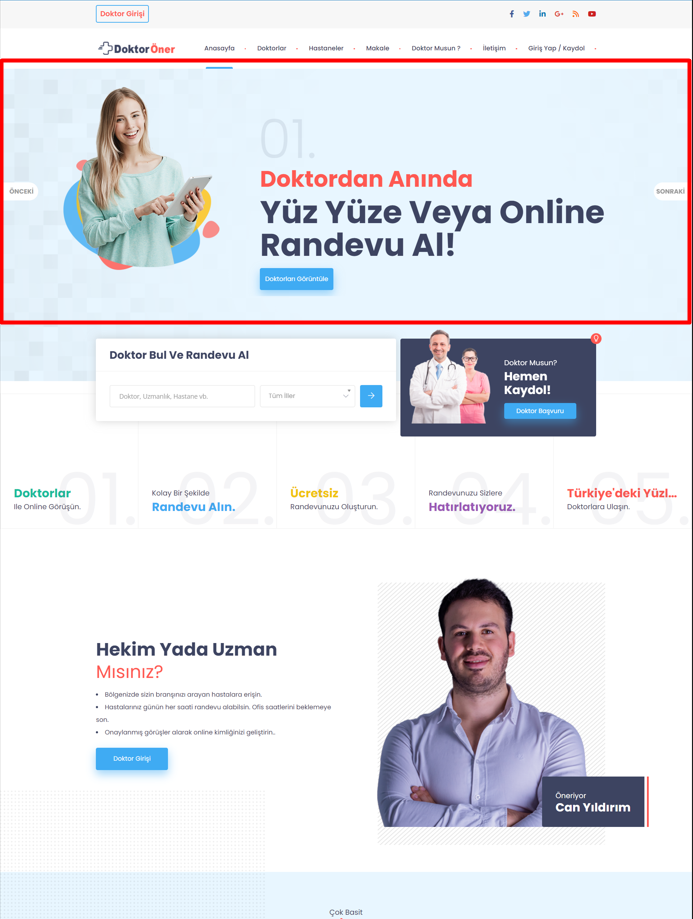 Doktor Girişi
DoktorÖner
Anasayfa
Doktorlar
Hastaneler
Makale
Doktor Musun ?
İletişim
Giriş Yap / Kaydol
ÖNCEKİ
01.
Doktordan Anında
Yüz Yüze Veya Online
Randevu Al!
Doktorları Görüntüle
SONRAKİ
Doktor Bul Ve Randevu Al
Doktor, Uzmanlık, Hastane vb.
Tüm İller
Doktor Musun?
Hemen
Kaydol!
Doktor Başvuru
01.
Doktorlar
Ile Online Görüşün.
02.
Kolay Bir Şekilde
Randevu Alın.
03.
Ücretsiz
Randevunuzu Oluşturun.
04.
Randevunuzu Sizlere
Hatırlatıyoruz.
05.
Türkiye'deki Yüzl...
Doktorlara Ulaşın.
Hekim Yada Uzman
Mısınız?
Bölgenizde sizin branşınızı arayan hastalara erişin.
Hastalarınız günün her saati randevu alabilsin. Ofis saatlerini beklemeye
son.
Onaylanmış görüşler alarak online kimliğinizi geliştirin..
Doktor Girişi
Öneriyor
Can Yıldırım
Çok Basit